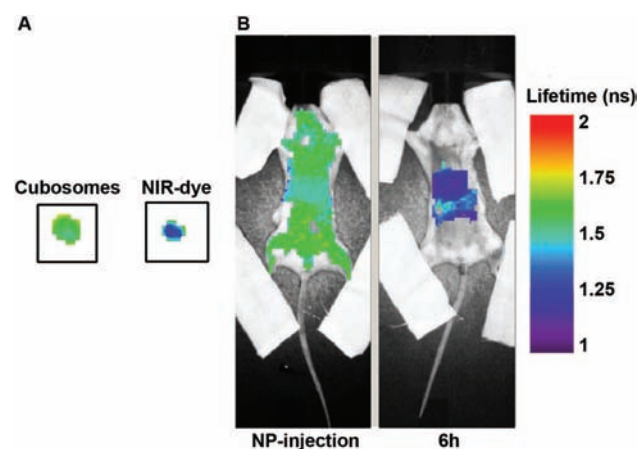 A
B
Cubosomes
NIR-dye
Lifetime (ns)
2
1.75
1.5
1.25
1
NP-injection
6h